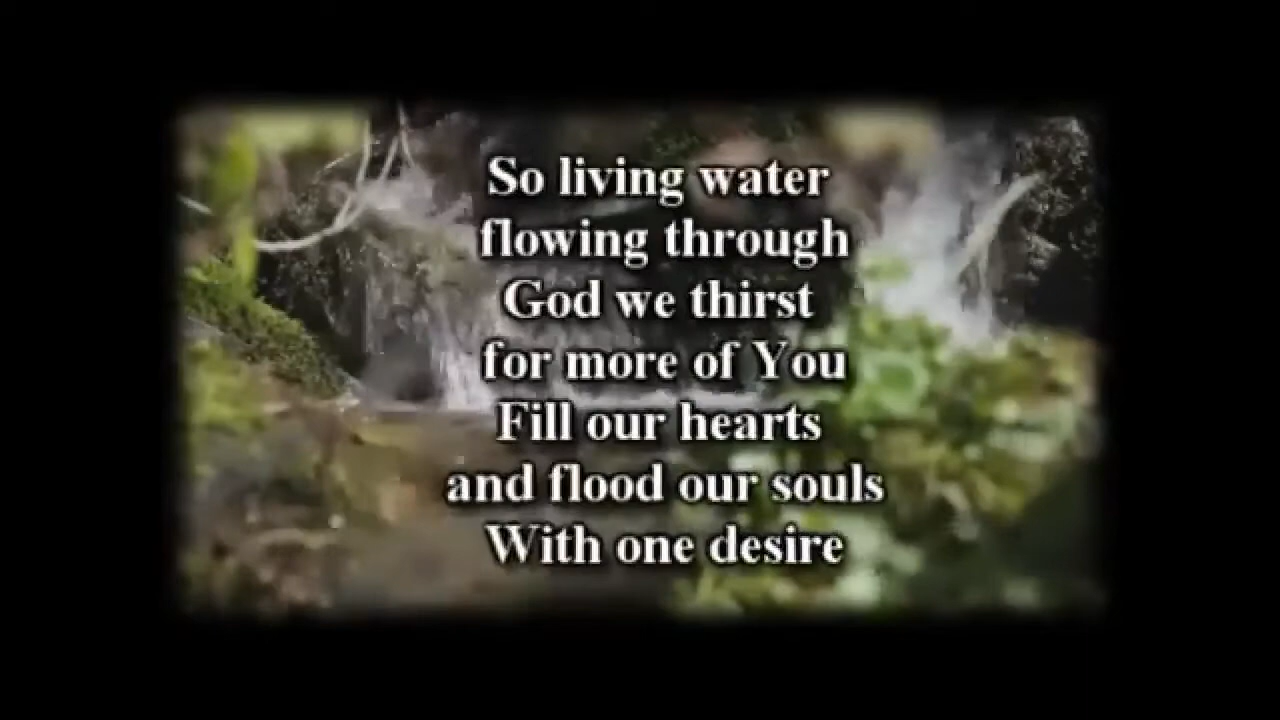 So living water
flowing through
God we thirst
for more of You
Fill our hearts
and flood our souls
With one desire